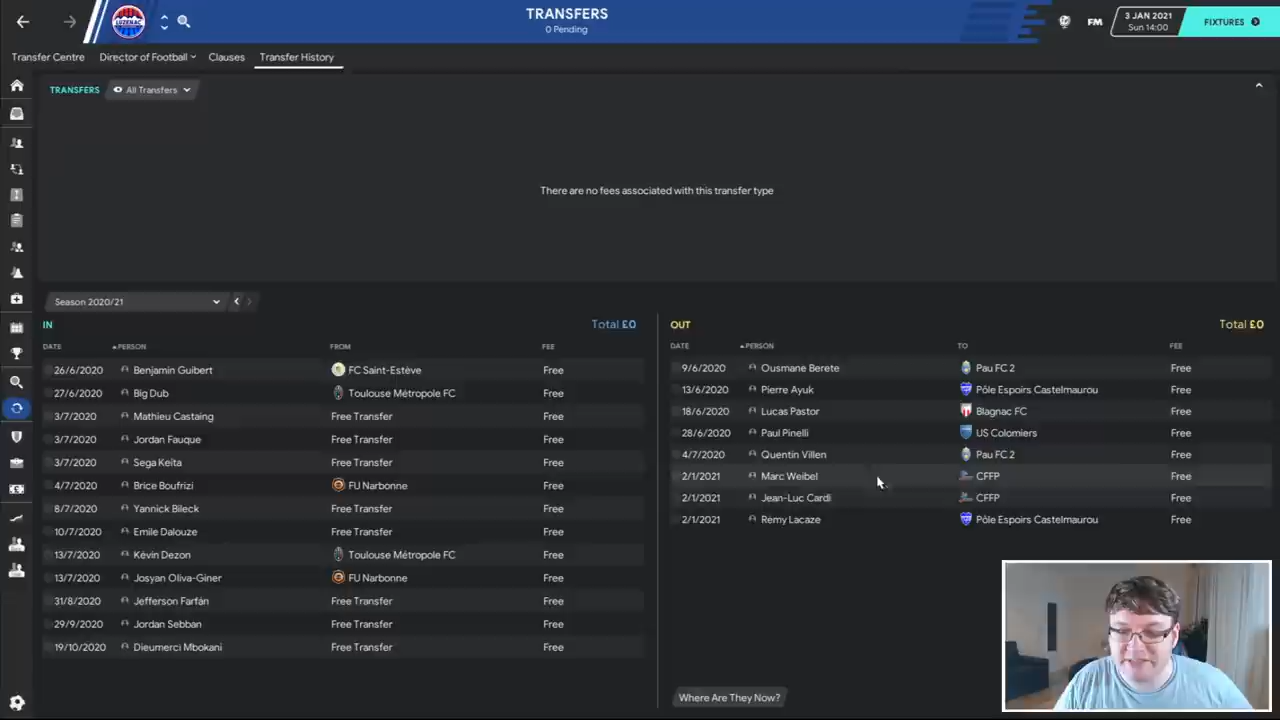 TRANSFERS
0 Pending
LUZENAC
FM
3 JAN 2021
Sun 14:00
FIXTURES
Transfer Centre Director of Football Clauses Transfer History
TRANSFERS All Transfers
There are no fees associated with this transfer type
Season 2020/21
IN Total £0
DATE PERSON FROM FEE
26/6/2020 Benjamin Guibert FC Saint-Estève Free
27/6/2020 Big Dub Toulouse Métropole FC Free
3/7/2020 Mathieu Castaing Free Transfer Free
3/7/2020 Jordan Fauque Free Transfer Free
3/7/2020 Sega Keita Free Transfer Free
4/7/2020 Brice Boufrizi FU Narbonne Free
8/7/2020 Yannick Bileck Free Transfer Free
10/7/2020 Emile Dalouze Free Transfer Free
13/7/2020 Kévin Dezon Toulouse Métropole FC Free
13/7/2020 Josyan Oliva-Giner FU Narbonne Free
31/8/2020 Jefferson Farfán Free Transfer Free
29/9/2020 Jordan Sebban Free Transfer Free
19/10/2020 Dieumerci Mbokani Free Transfer Free
OUT Total £0
DATE PERSON TO FEE
9/6/2020 Ousmane Berete Pau FC 2 Free
13/6/2020 Pierre Ayuk Pôle Espoirs Castelmaurou Free
18/6/2020 Lucas Pastor Blagnac FC Free
28/6/2020 Paul Pinelli US Colomiers Free
4/7/2020 Quentin Villen Pau FC 2 Free
2/1/2021 Marc Weibel CFFP Free
2/1/2021 Jean-Luc Cardi CFFP Free
2/1/2021 Rémy Lacaze Pôle Espoirs Castelmaurou Free
Where Are They Now?